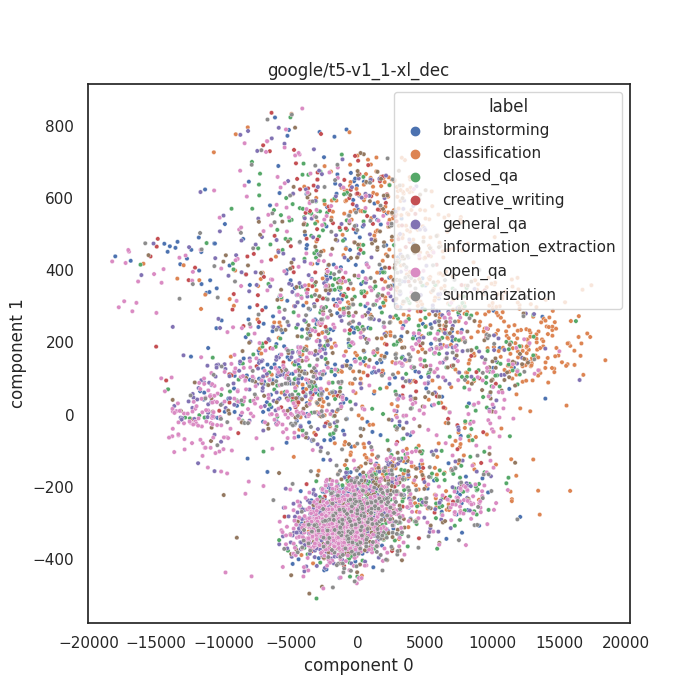 google/t5-v1_1-xl_dec
label
brainstorming
classification
closed_qa
creative_writing
general_qa
information_extraction
open_qa
summarization
component 1
800
600
400
200
0
−200
−400
−20000 −15000 −10000 −5000 0 5000 10000 15000 20000
component 0